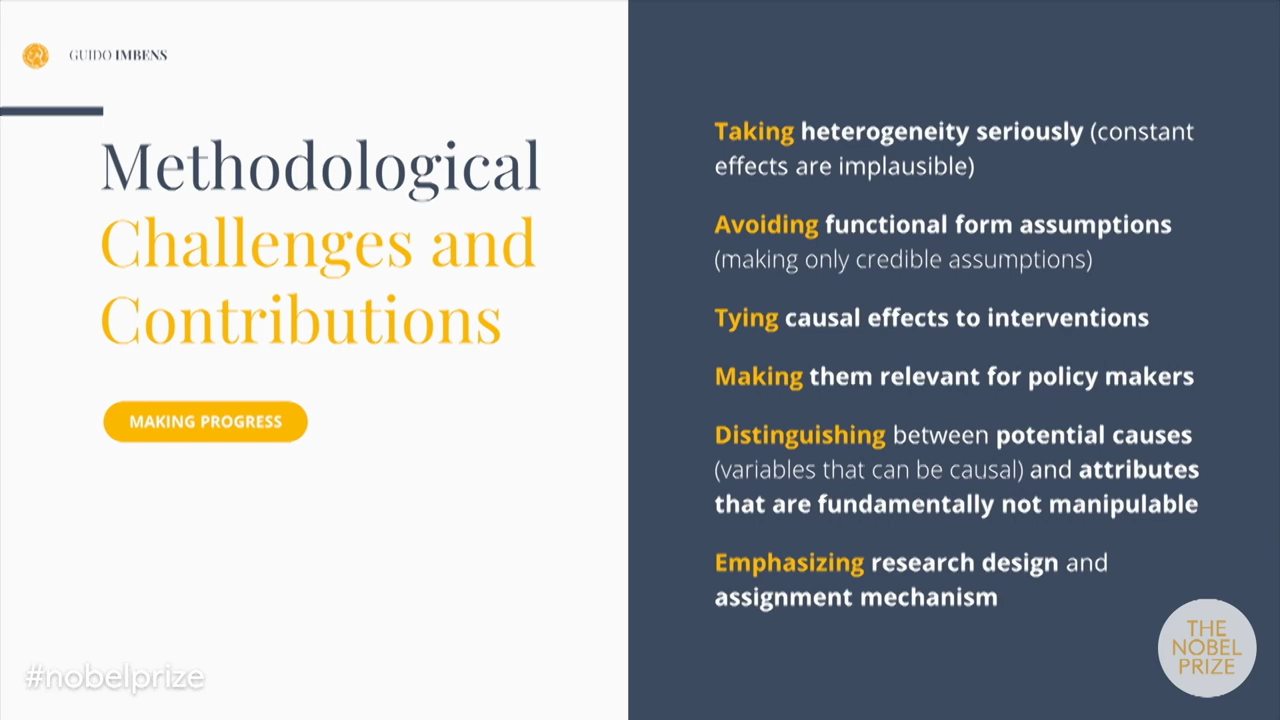 GUIDO IMBENS
Methodological
Challenges and
Contributions
MAKING PROGRESS
Taking heterogeneity seriously (constant
effects are implausible)
Avoiding functional form assumptions
(making only credible assumptions)
Tying causal effects to interventions
Making them relevant for policy makers
Distinguishing between potential causes
(variables that can be causal) and attributes
that are fundamentally not manipulable
Emphasizing research design and
assignment mechanism
#nobelprize
THE
NOBEL
PRIZE